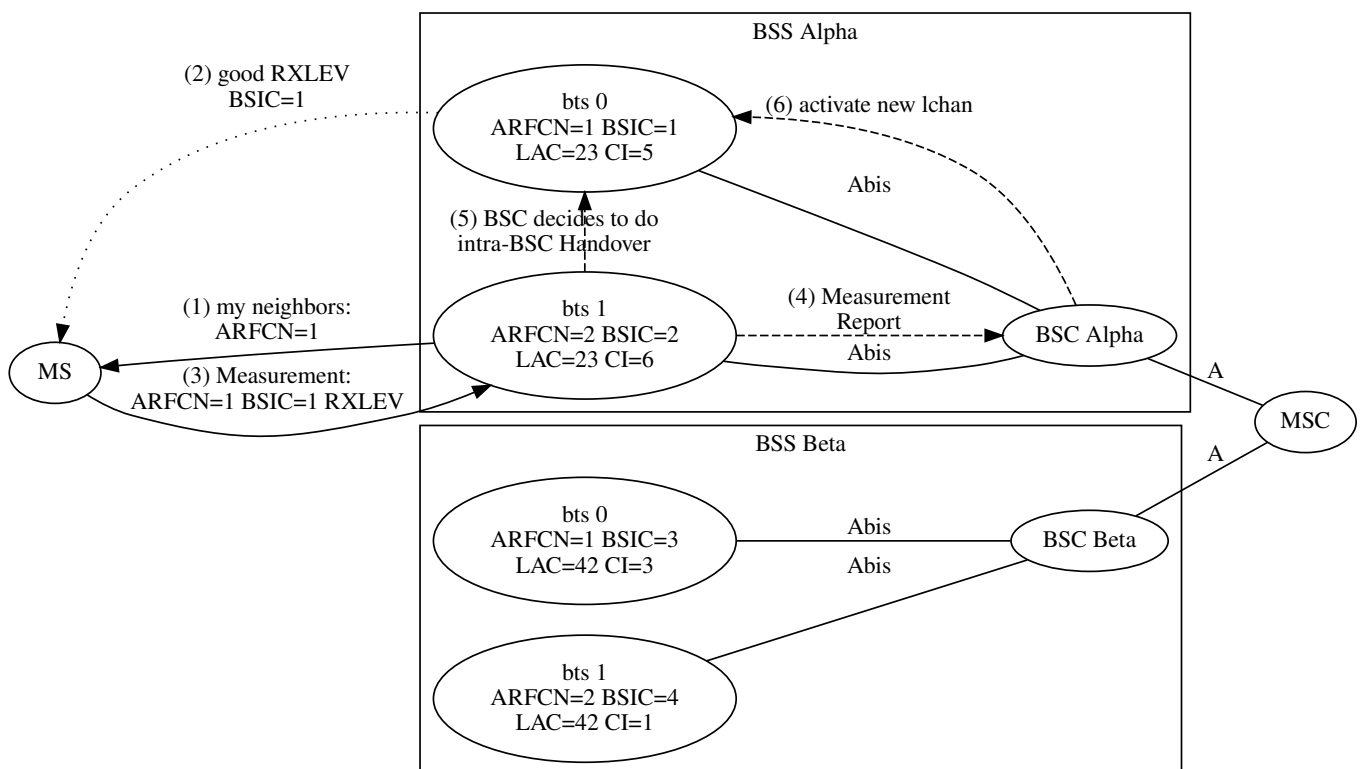 BSS Alpha
(2) good RXLEV
BSIC=1
bts 0
ARFCN=1 BSIC=1
LAC=23 CI=5
(6) activate new lchan
Abis
(5) BSC decides to do
intra-BSC Handover
(1) my neighbors:
ARFCN=1
bts 1
ARFCN=2 BSIC=2
LAC=23 CI=6
(4) Measurement
Report
Abis
BSC Alpha
MS
(3) Measurement:
ARFCN=1 BSIC=1 RXLEV
A
MSC
A
BSS Beta
bts 0
ARFCN=1 BSIC=3
LAC=42 CI=3
Abis
Abis
BSC Beta
bts 1
ARFCN=2 BSIC=4
LAC=42 CI=1